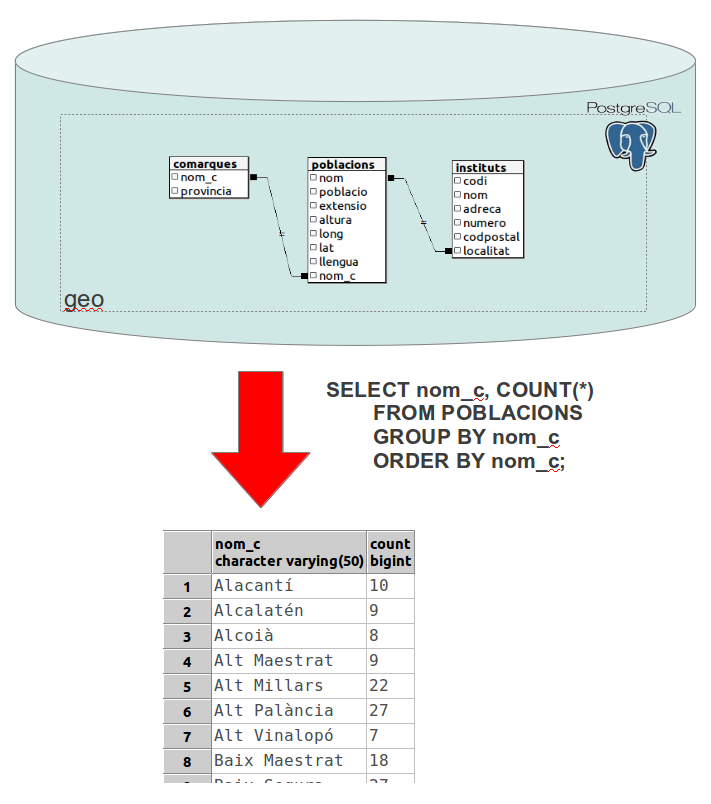 PostgreSQL
comarques
nom_c
provincia
poblacions
nom
poblacio
extensio
altura
long
lat
llengua
nom_c
instituts
codi
nom
adreca
numero
codpostal
localitat
geo
SELECT nom_c, COUNT(*)
FROM POBLACIONS
GROUP BY nom_c
ORDER BY nom_c;
nom_c count
character varying(50) bigint
1 Alacantí 10
2 Alcalatén 9
3 Alcoià 8
4 Alt Maestrat 9
5 Alt Millars 22
6 Alt Palància 27
7 Alt Vinalopó 7
8 Baix Maestrat 18